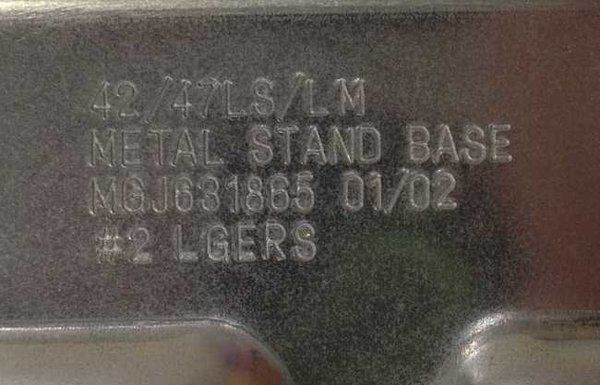 42/47LS/LM
METAL STAND BASE
MGJ631865 01/02
#2 LGERS